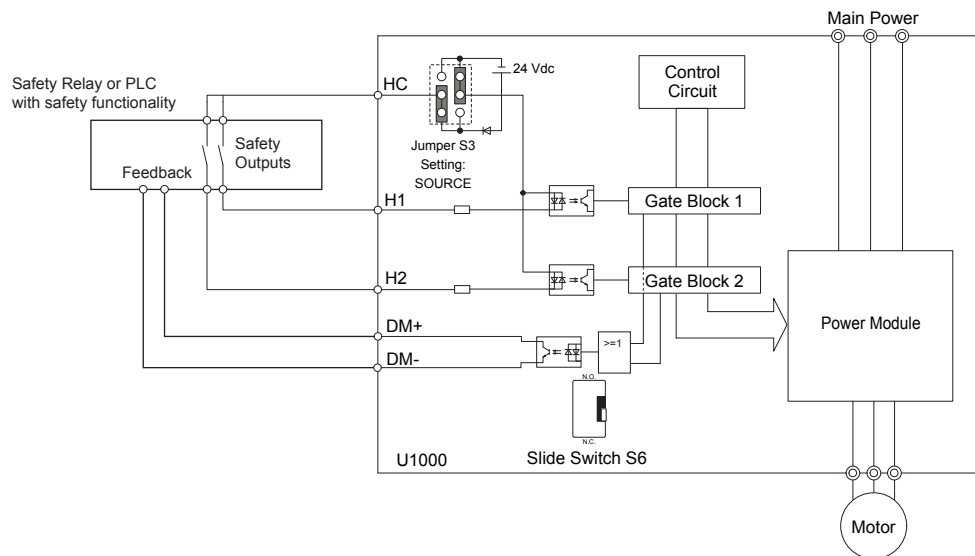 Main Power
Safety Relay or PLC
with safety functionality
HC
24 Vdc
Control
Circuit
Jumper S3
Setting:
SOURCE
Safety
Outputs
Feedback
H1
Gate Block 1
H2
Gate Block 2
DM+
DM-
>=1
Power Module
N.O.
N.C.
U1000
Slide Switch S6
Motor